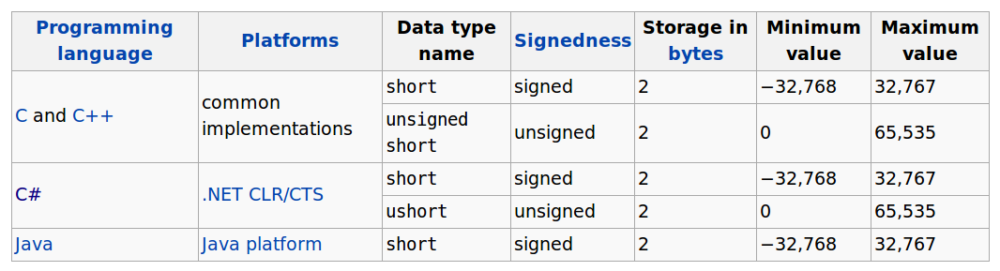 Programming language Platforms Data type name Signedness Storage in bytes Minimum value Maximum value
C and C++ common implementations short signed 2 −32,768 32,767
unsigned short unsigned 2 0 65,535
C# .NET CLR/CTS short signed 2 −32,768 32,767
ushort unsigned 2 0 65,535
Java Java platform short signed 2 −32,768 32,767